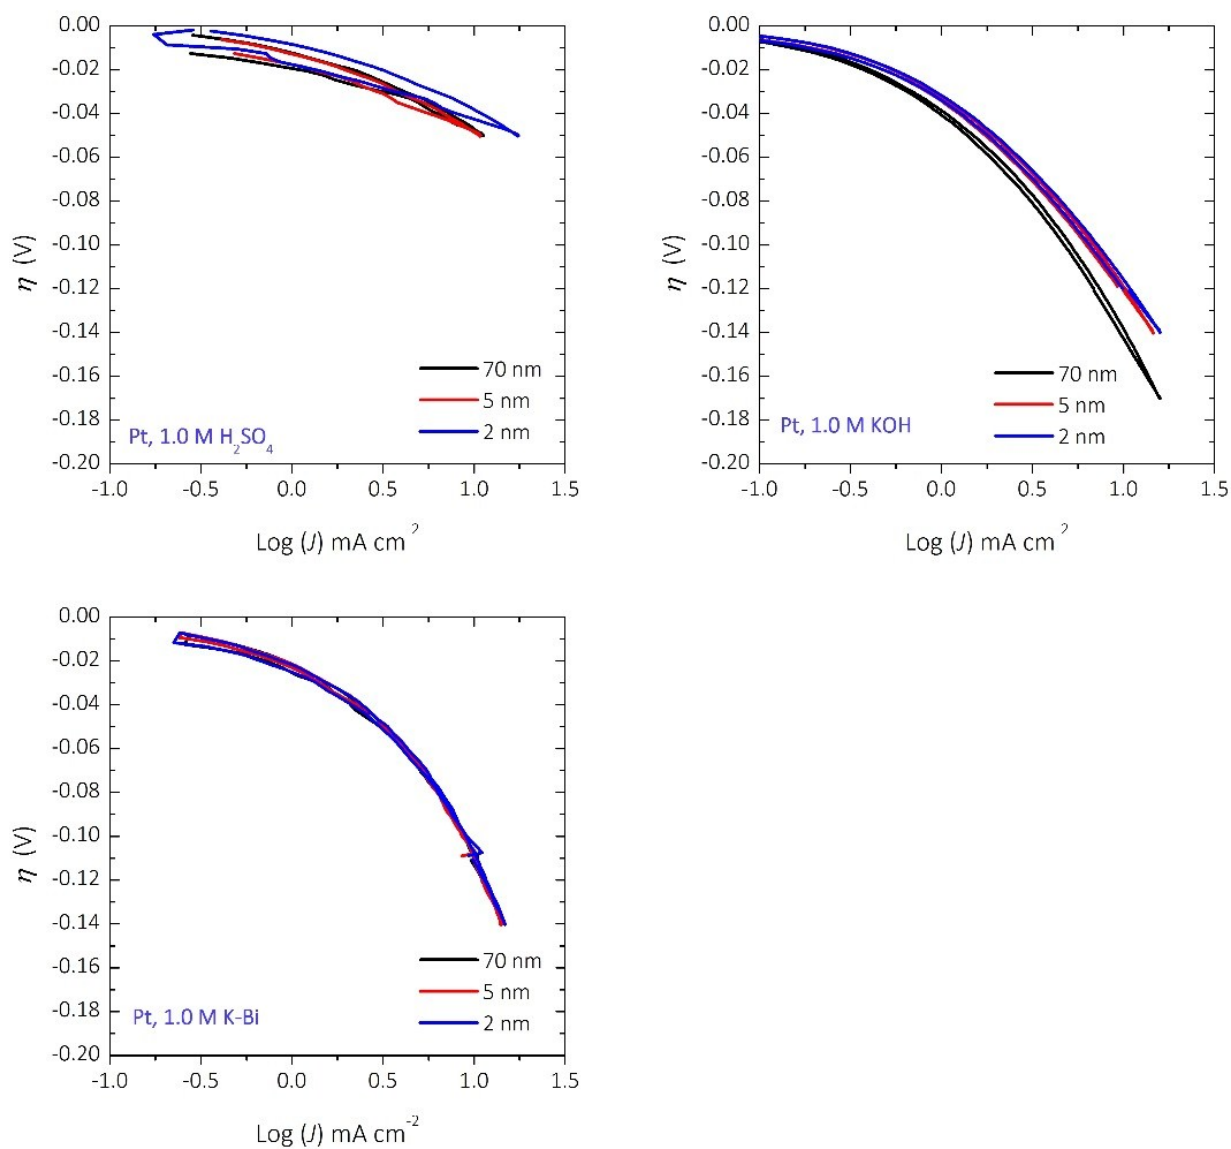 0.00
-0.02
-0.04
-0.06
-0.08
-0.10
-0.12
-0.14
-0.16
-0.18
-0.20
η (V)
70 nm
5 nm
2 nm
Pt, 1.0 M H2SO4
-1.0 -0.5 0.0 0.5 1.0 1.5
Log (J) mA cm 2
0.00
-0.02
-0.04
-0.06
-0.08
-0.10
-0.12
-0.14
-0.16
-0.18
-0.20
η (V)
70 nm
5 nm
2 nm
Pt, 1.0 M KOH
-1.0 -0.5 0.0 0.5 1.0 1.5
Log (J) mA cm 2
0.00
-0.02
-0.04
-0.06
-0.08
-0.10
-0.12
-0.14
-0.16
-0.18
-0.20
η (V)
70 nm
5 nm
2 nm
Pt, 1.0 M K-Bi
-1.0 -0.5 0.0 0.5 1.0 1.5
Log (J) mA cm-2